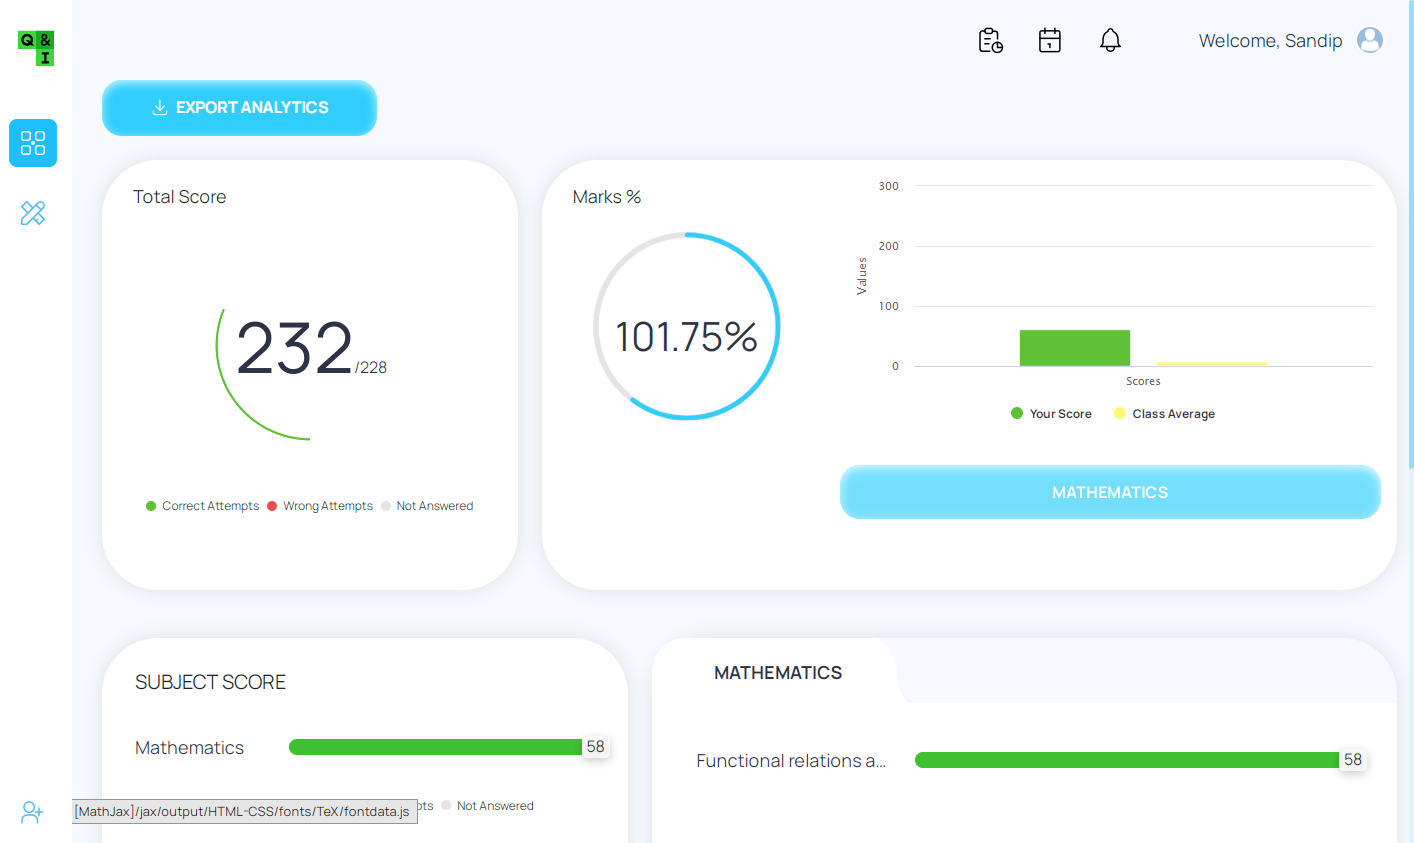 Q &
I
Welcome, Sandip
EXPORT ANALYTICS
Total Score
232/228
Correct Attempts Wrong Attempts Not Answered
Marks %
101.75%
300
200
100
0
Values
Scores
Your Score Class Average
MATHEMATICS
SUBJECT SCORE
Mathematics 58
pts Not Answered
MATHEMATICS
Functional relations a... 58
[MathJax]/jax/output/HTML-CSS/fonts/TeX/fontdata.js